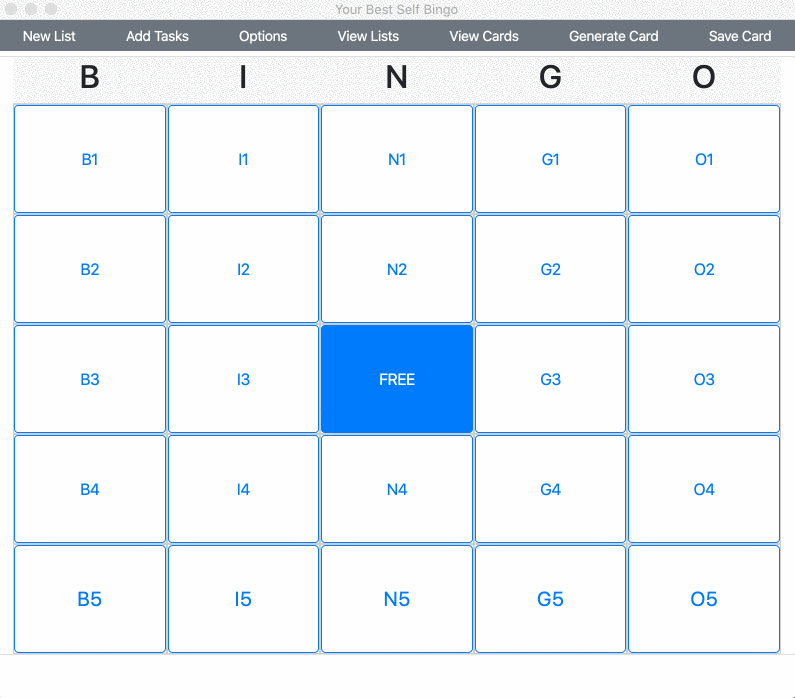 Your Best Self Bingo
New List Add Tasks Options View Lists View Cards Generate Card Save Card
B I N G O
B1 I1 N1 G1 O1
B2 I2 N2 G2 O2
B3 I3 FREE G3 O3
B4 I4 N4 G4 O4
B5 I5 N5 G5 O5